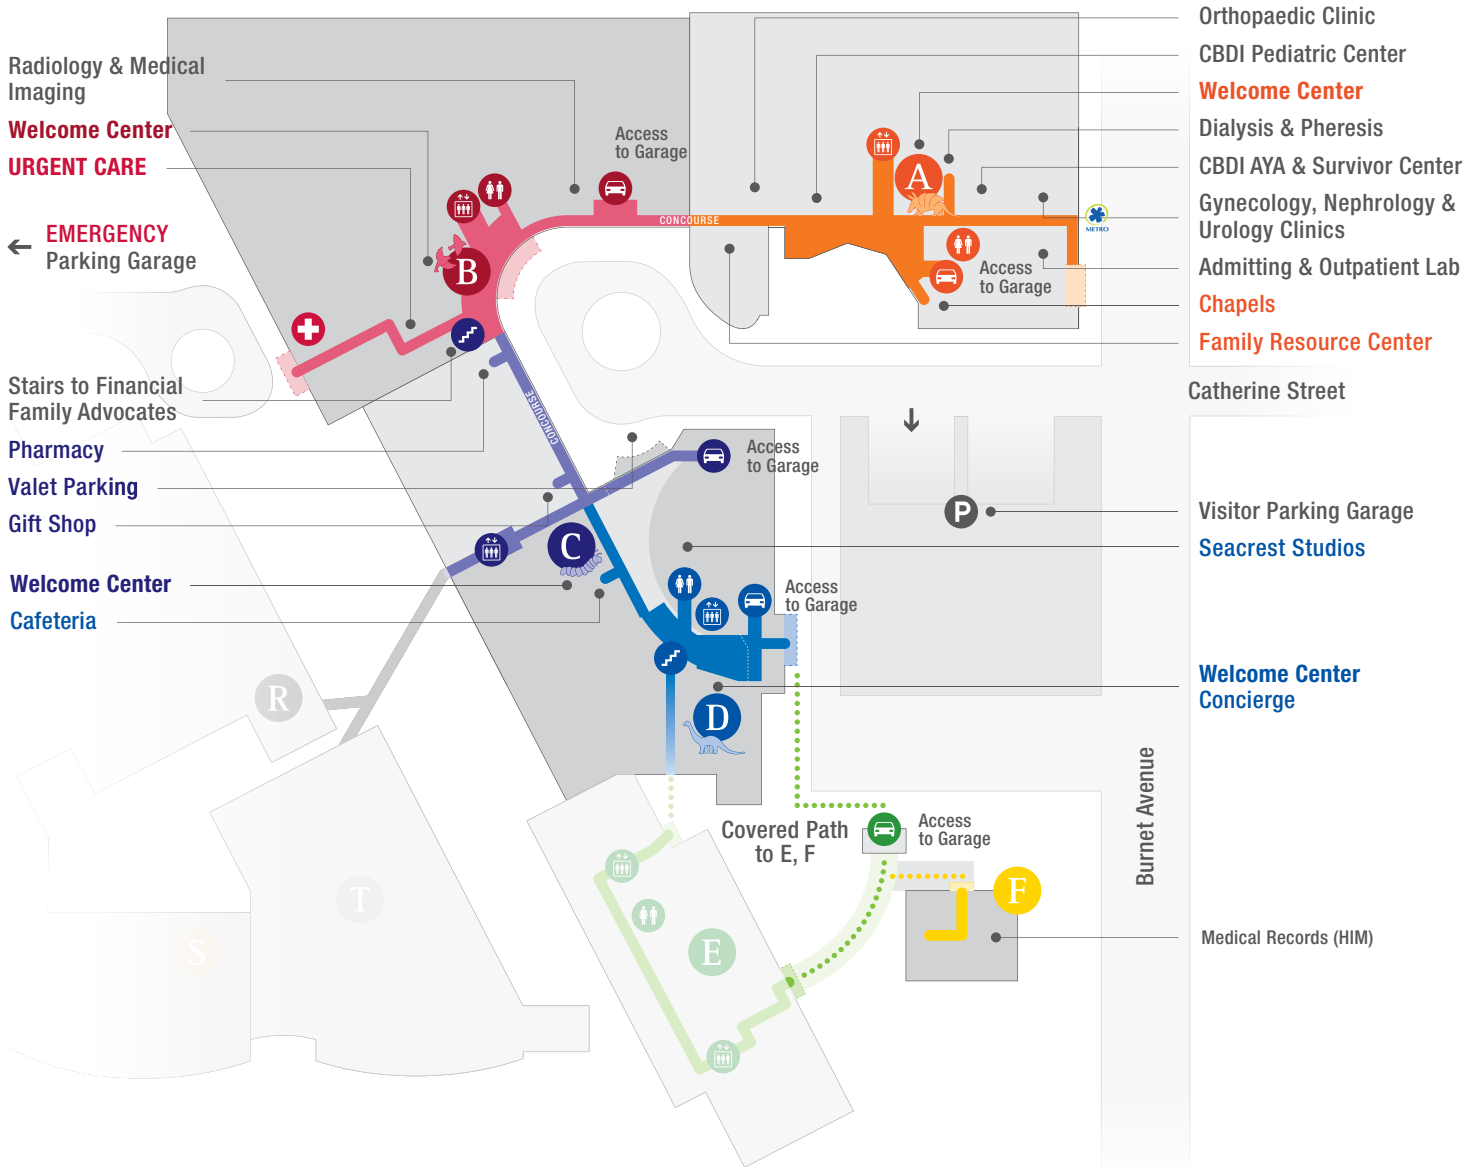 Radiology & Medical
Imaging
Welcome Center
URGENT CARE
EMERGENCY
Parking Garage
Stairs to Financial
Family Advocates
Pharmacy
Valet Parking
Gift Shop
Welcome Center
Cafeteria
Access
to Garage
CONCOURSE
A
B
Access
to Garage
METRO
CONCOURSE
C
Access
to Garage
Access
to Garage
D
P
R
T
S
E
Covered Path
to E, F
Access
to Garage
F
Orthopaedic Clinic
CBDI Pediatric Center
Welcome Center
Dialysis & Pheresis
CBDI AYA & Survivor Center
Gynecology, Nephrology &
Urology Clinics
Admitting & Outpatient Lab
Chapels
Family Resource Center
Catherine Street
Visitor Parking Garage
Seacrest Studios
Welcome Center
Concierge
Burnet Avenue
Medical Records (HIM)